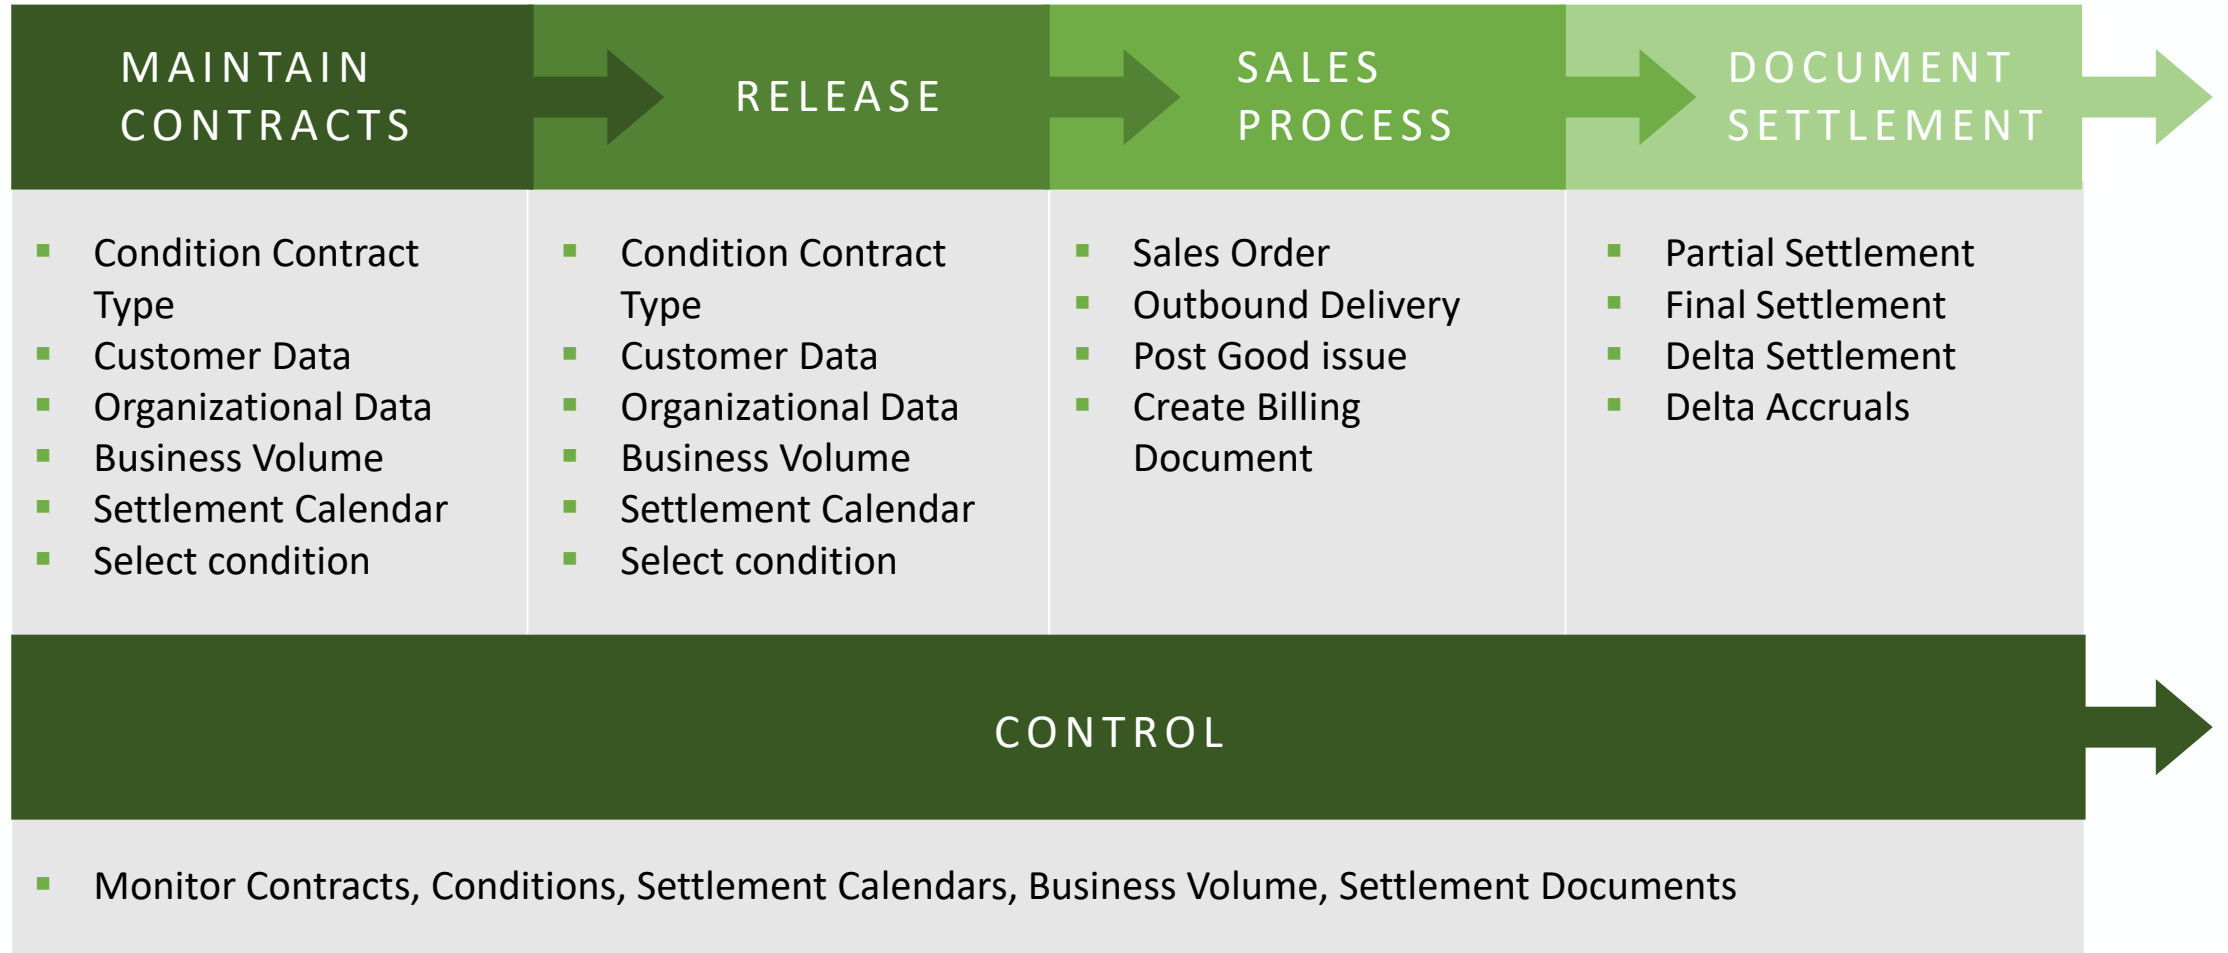 MAINTAIN
CONTRACTS
RELEASE
SALES
PROCESS
DOCUMENT
SETTLEMENT
Condition Contract
Type
Customer Data
Organizational Data
Business Volume
Settlement Calendar
Select condition
Condition Contract
Type
Customer Data
Organizational Data
Business Volume
Settlement Calendar
Select condition
Sales Order
Outbound Delivery
Post Good issue
Create Billing
Document
Partial Settlement
Final Settlement
Delta Settlement
Delta Accruals
CONTROL
Monitor Contracts, Conditions, Settlement Calendars, Business Volume, Settlement Documents